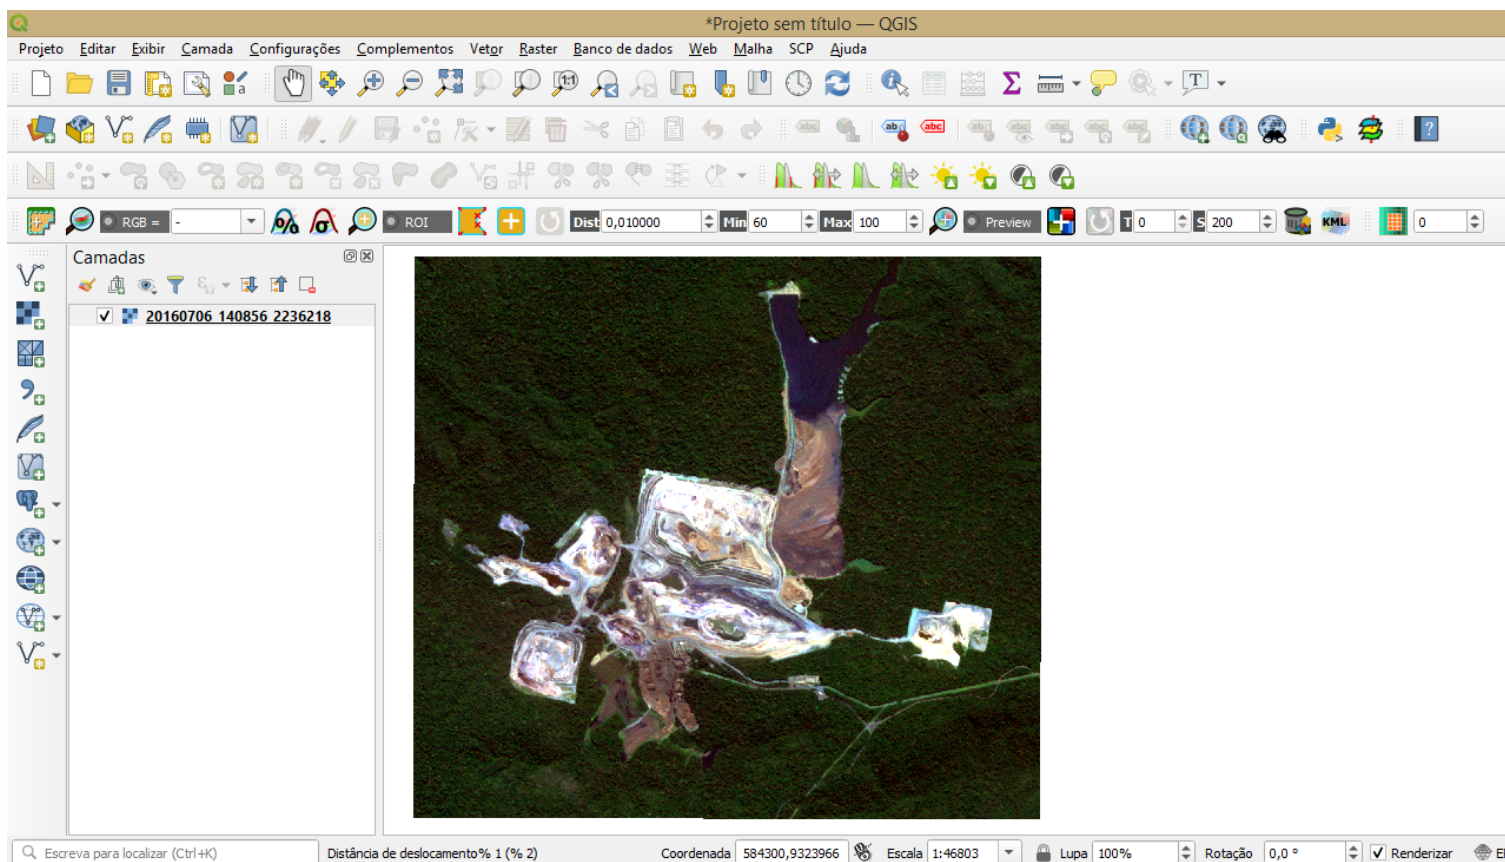 *Projeto sem título — QGIS
Projeto Editar Exibir Camada Configurações Complementos Vetor Raster Banco de dados Web Malha SCP Ajuda
RGB = - ROI Dist 0,010000 Min 60 Max 100 Preview T 0 S 200 KML 0
Camadas
20160706_140856_2236218
Escreva para localizar (Ctrl+K) Distância de deslocamento% 1 (% 2) Coordenada 584300,9323966 Escala 1:46803 Lupa 100% Rotação 0,0 ° Renderizar